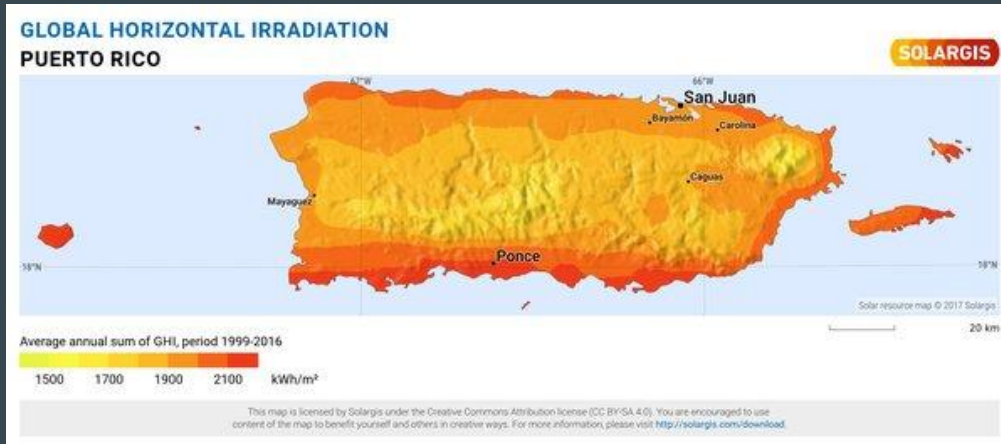 GLOBAL HORIZONTAL IRRADIATION
PUERTO RICO
SOLARGIS
67°W
66°W
San Juan
Bayamón
Carolina
Caguas
Mayaguez
Ponce
18°N
18°N
Solar resource map © 2017 Solargis
20 km
Average annual sum of GHI, period 1999-2016
1500 1700 1900 2100 kWh/m²
This map is licensed by Solargis under the Creative Commons Attribution license (CC BY-SA 4.0). You are encouraged to use
content of the map to benefit yourself and others in creative ways. For more information, please visit http://solargis.com/download.